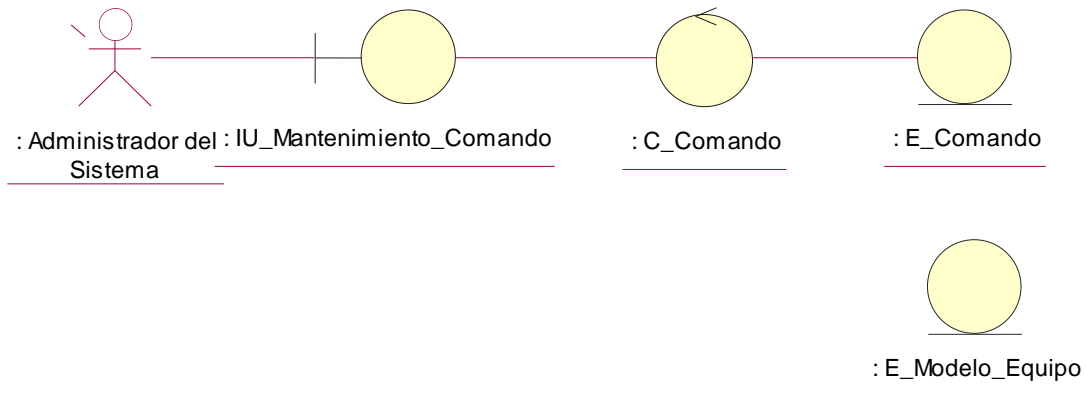 : Administrador del
Sistema
: IU_Mantenimiento_Comando
: C_Comando
: E_Comando
: E_Modelo_Equipo